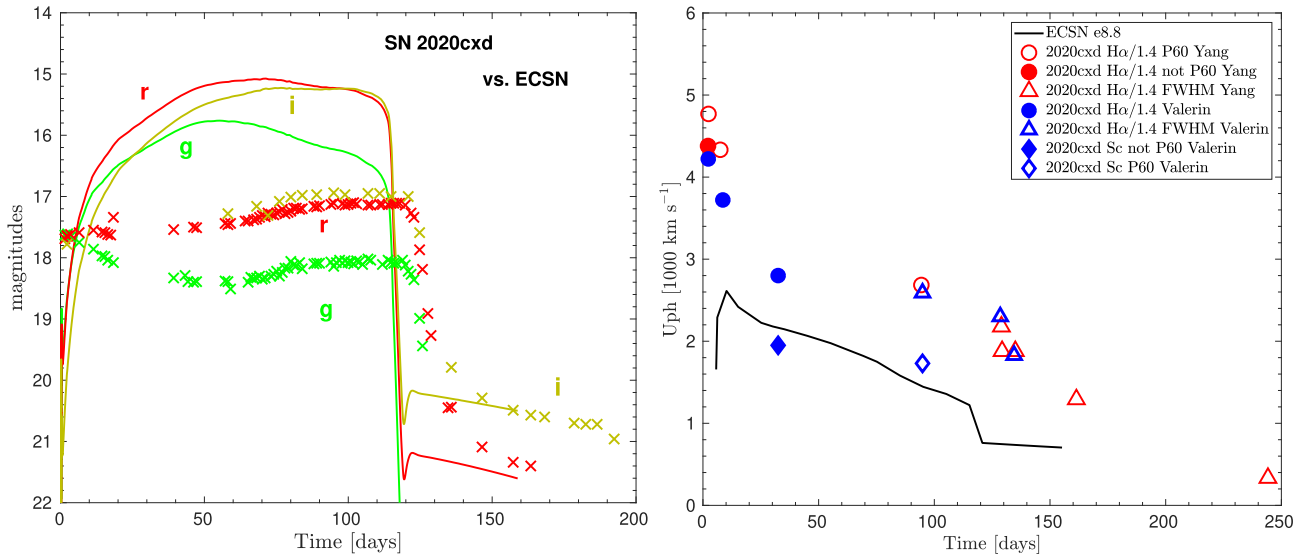 14
15
16
17
18
19
20
21
22
magnitudes
0
50
100
150
200
Time [days]
SN 2020cxd
vs. ECSN
r
i
g
r
g
i
6
5
4
3
2
1
0
Uph [1000 km s⁻¹]
0
50
100
150
200
250
Time [days]
ECSN e8.8
2020cxd Hα/1.4 P60 Yang
2020cxd Hα/1.4 not P60 Yang
2020cxd Hα/1.4 FWHM Yang
2020cxd Hα/1.4 Valerin
2020cxd Hα/1.4 FWHM Valerin
2020cxd Sc not P60 Valerin
2020cxd Sc P60 Valerin